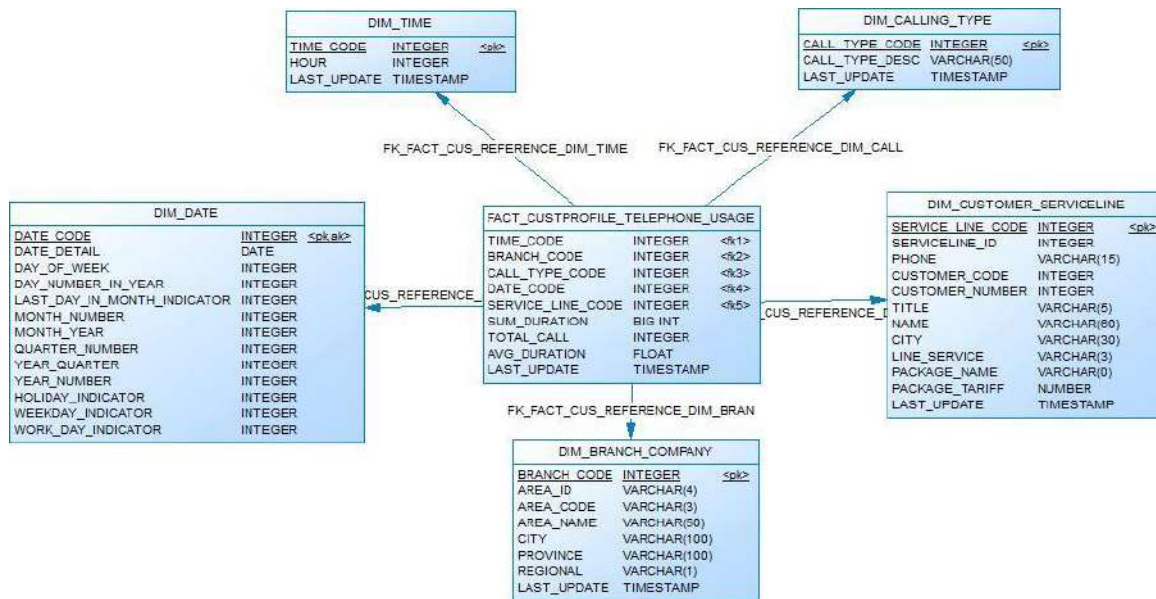 DIM_TIME
TIME_CODE INTEGER <pk>
HOUR INTEGER
LAST_UPDATE TIMESTAMP
DIM_CALLING_TYPE
CALL_TYPE_CODE INTEGER <pk>
CALL_TYPE_DESC VARCHAR(50)
LAST_UPDATE TIMESTAMP
FK_FACT_CUS_REFERENCE_DIM_TIME
FK_FACT_CUS_REFERENCE_DIM_CALL
DIM_DATE
DATE_CODE INTEGER <pk,ak>
DATE_DETAIL DATE
DAY_OF_WEEK INTEGER
DAY_NUMBER_IN_YEAR INTEGER
LAST_DAY_IN_MONTH_INDICATOR INTEGER
MONTH_NUMBER INTEGER
MONTH_YEAR INTEGER
QUARTER_NUMBER INTEGER
YEAR_QUARTER INTEGER
YEAR_NUMBER INTEGER
HOLIDAY_INDICATOR INTEGER
WEEKDAY_INDICATOR INTEGER
WORK_DAY_INDICATOR INTEGER
CUS_REFERENCE_
FACT_CUSTPROFILE_TELEPHONE_USAGE
TIME_CODE INTEGER <fk1>
BRANCH_CODE INTEGER <fk2>
CALL_TYPE_CODE INTEGER <fk3>
DATE_CODE INTEGER <fk4>
SERVICE_LINE_CODE INTEGER <fk5>
SUM_DURATION BIG INT
TOTAL_CALL INTEGER
AVG_DURATION FLOAT
LAST_UPDATE TIMESTAMP
_CUS_REFERENCE_D
DIM_CUSTOMER_SERVICELINE
SERVICE_LINE_CODE INTEGER <pk>
SERVICELINE_ID INTEGER
PHONE VARCHAR(15)
CUSTOMER_CODE INTEGER
CUSTOMER_NUMBER INTEGER
TITLE VARCHAR(5)
NAME VARCHAR(60)
CITY VARCHAR(30)
LINE_SERVICE VARCHAR(3)
PACKAGE_NAME VARCHAR(0)
PACKAGE_TARIFF NUMBER
LAST_UPDATE TIMESTAMP
FK_FACT_CUS_REFERENCE_DIM_BRAN
DIM_BRANCH_COMPANY
BRANCH_CODE INTEGER <pk>
AREA_ID VARCHAR(4)
AREA_CODE VARCHAR(3)
AREA_NAME VARCHAR(50)
CITY VARCHAR(100)
PROVINCE VARCHAR(100)
REGIONAL VARCHAR(1)
LAST_UPDATE TIMESTAMP